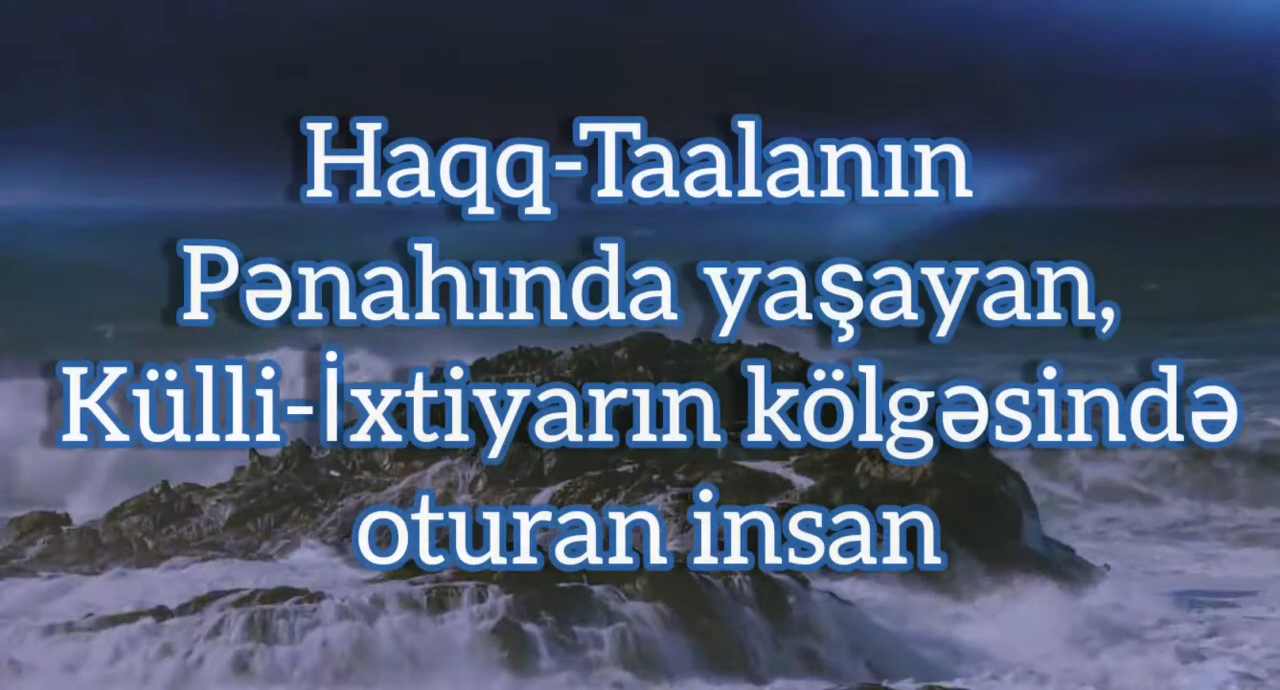 Haqq-Taalanın
Pənahında yaşayan,
Külli-İxtiyarın kölgəsində
oturan insan